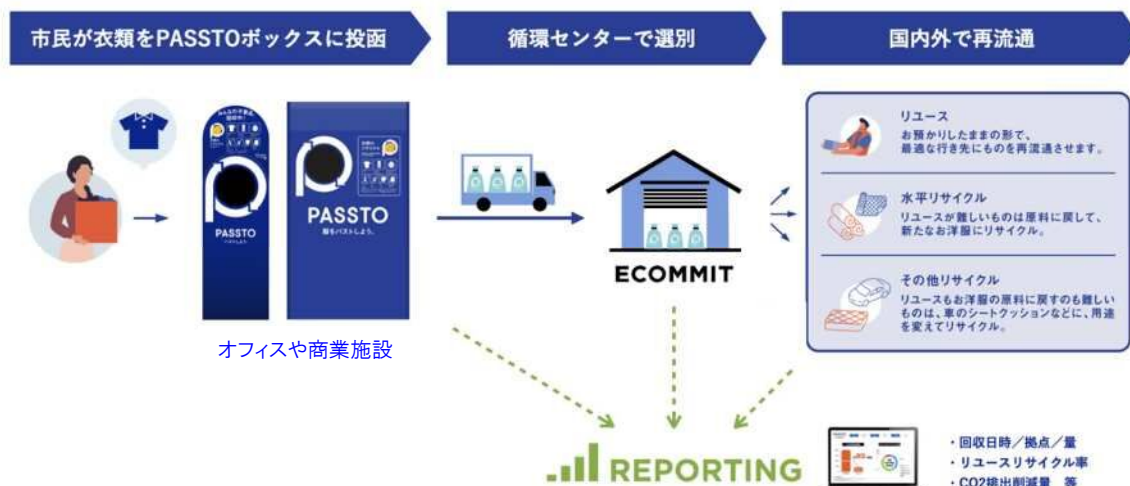 市民が衣類をPASSTOボックスに投函
循環センターで選別
国内外で再流通
PASSTO
パストしよう。
PASSTO
服をパストしよう。
オフィスや商業施設
ECOMMIT
リユース
お預かりしたままの形で、
最適な行き先にものを再流通させます。
水平リサイクル
リユースが難しいものは原料に戻して、
新たなお洋服にリサイクル。
その他リサイクル
リユースもお洋服の原料に戻すのも難しい
ものは、車のシートクッションなどに、用途
を変えてリサイクル。
REPORTING
・回収日時／拠点／量
・リユースリサイクル率
・CO2排出削減量 等